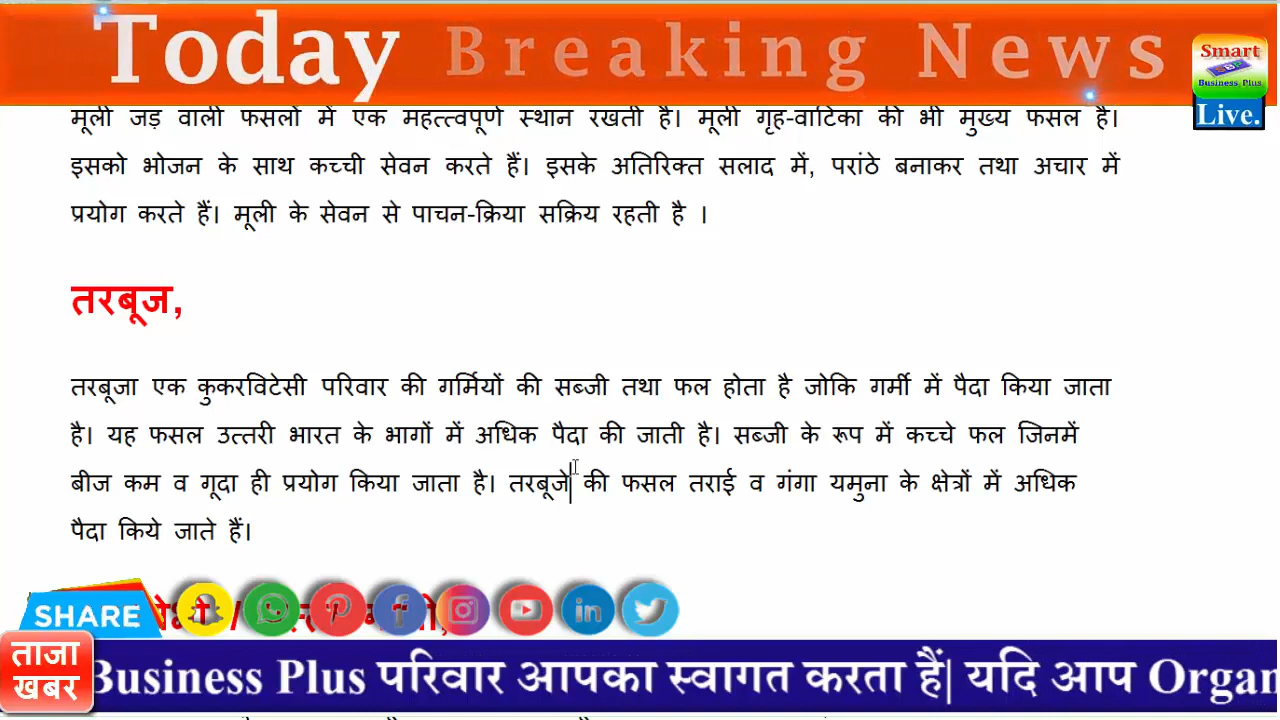 Today Breaking News
Smart
Business Plus
Live.
मूली जड़ वाली फसलों में एक महत्त्वपूर्ण स्थान रखती है। मूली गृह-वाटिका की भी मुख्य फसल है।
इसको भोजन के साथ कच्ची सेवन करते हैं। इसके अतिरिक्त सलाद में, परांठे बनाकर तथा अचार में
प्रयोग करते हैं। मूली के सेवन से पाचन-क्रिया सक्रिय रहती है ।
तरबूज,
तरबूजा एक कुकरविटेसी परिवार की गर्मियों की सब्जी तथा फल होता है जोकि गर्मी में पैदा किया जाता
है। यह फसल उत्तरी भारत के भागों में अधिक पैदा की जाती है। सब्जी के रूप में कच्चे फल जिनमें
बीज कम व गूदा ही प्रयोग किया जाता है। तरबूजे की फसल तराई व गंगा यमुना के क्षेत्रों में अधिक
पैदा किये जाते हैं।
SHARE
ताजा
खबर
Business Plus परिवार आपका स्वागत करता हैं| यदि आप Organ